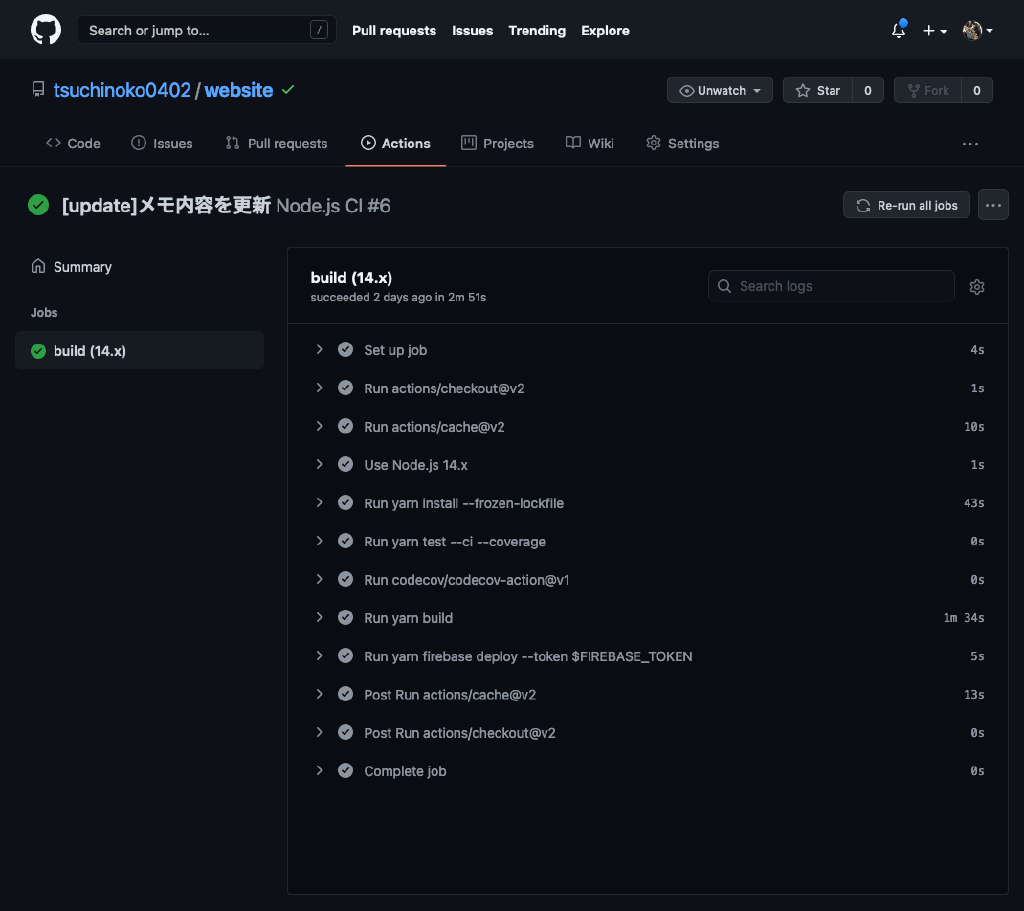 Search or jump to... / Pull requests Issues Trending Explore
tsuchinoko0402 / website Unwatch Star 0 Fork 0
Code Issues Pull requests Actions Projects Wiki Settings ...
[update]メモ内容を更新 Node.js CI #6 Re-run all jobs ...
Summary
Jobs
build (14.x)
build (14.x)
succeeded 2 days ago in 2m 51s
Search logs
Set up job 4s
Run actions/checkout@v2 1s
Run actions/cache@v2 10s
Use Node.js 14.x 1s
Run yarn install --frozen-lockfile 43s
Run yarn test --ci --coverage 0s
Run codecov/codecov-action@v1 0s
Run yarn build 1m 34s
Run yarn firebase deploy --token $FIREBASE_TOKEN 5s
Post Run actions/cache@v2 13s
Post Run actions/checkout@v2 0s
Complete job 0s